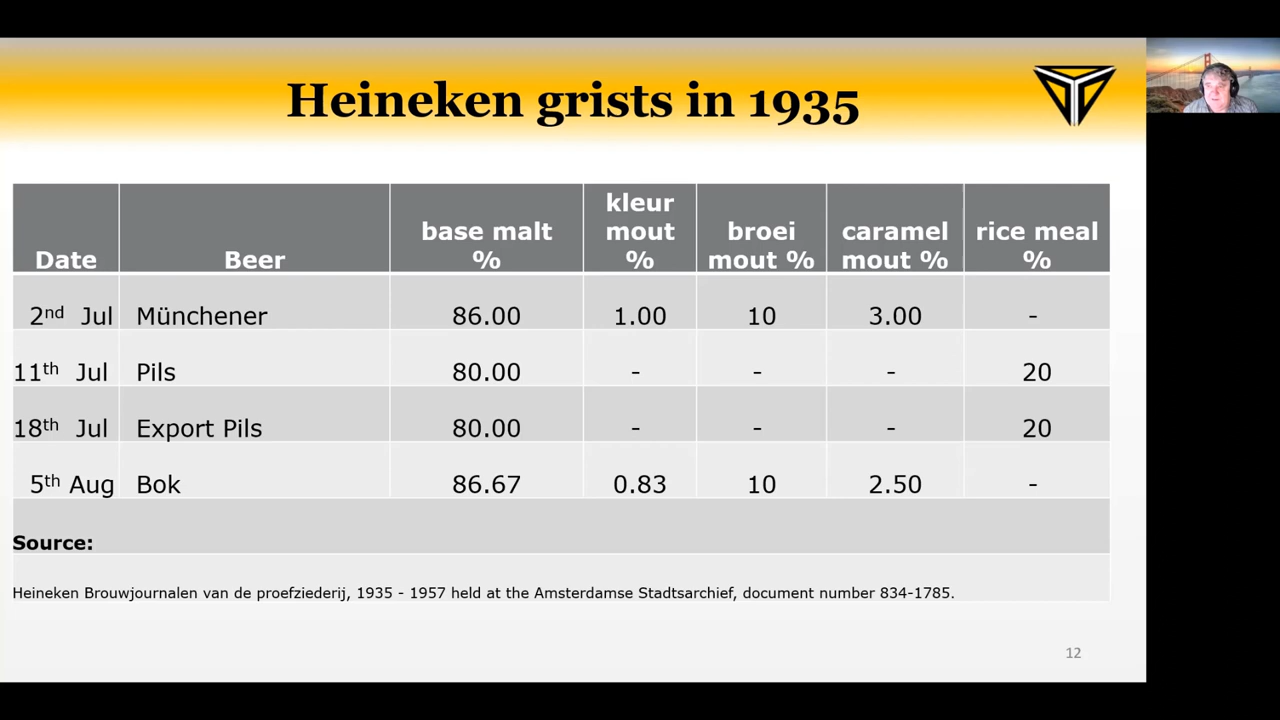 Heineken grists in 1935
Date Beer base malt % kleur mout % broei mout % caramel mout % rice meal %
2nd Jul Münchener 86.00 1.00 10 3.00 -
11th Jul Pils 80.00 - - - 20
18th Jul Export Pils 80.00 - - - 20
5th Aug Bok 86.67 0.83 10 2.50 -
Source:
Heineken Brouwjournalen van de proefziederij, 1935 - 1957 held at the Amsterdamse Stadtsarchief, document number 834-1785.
12